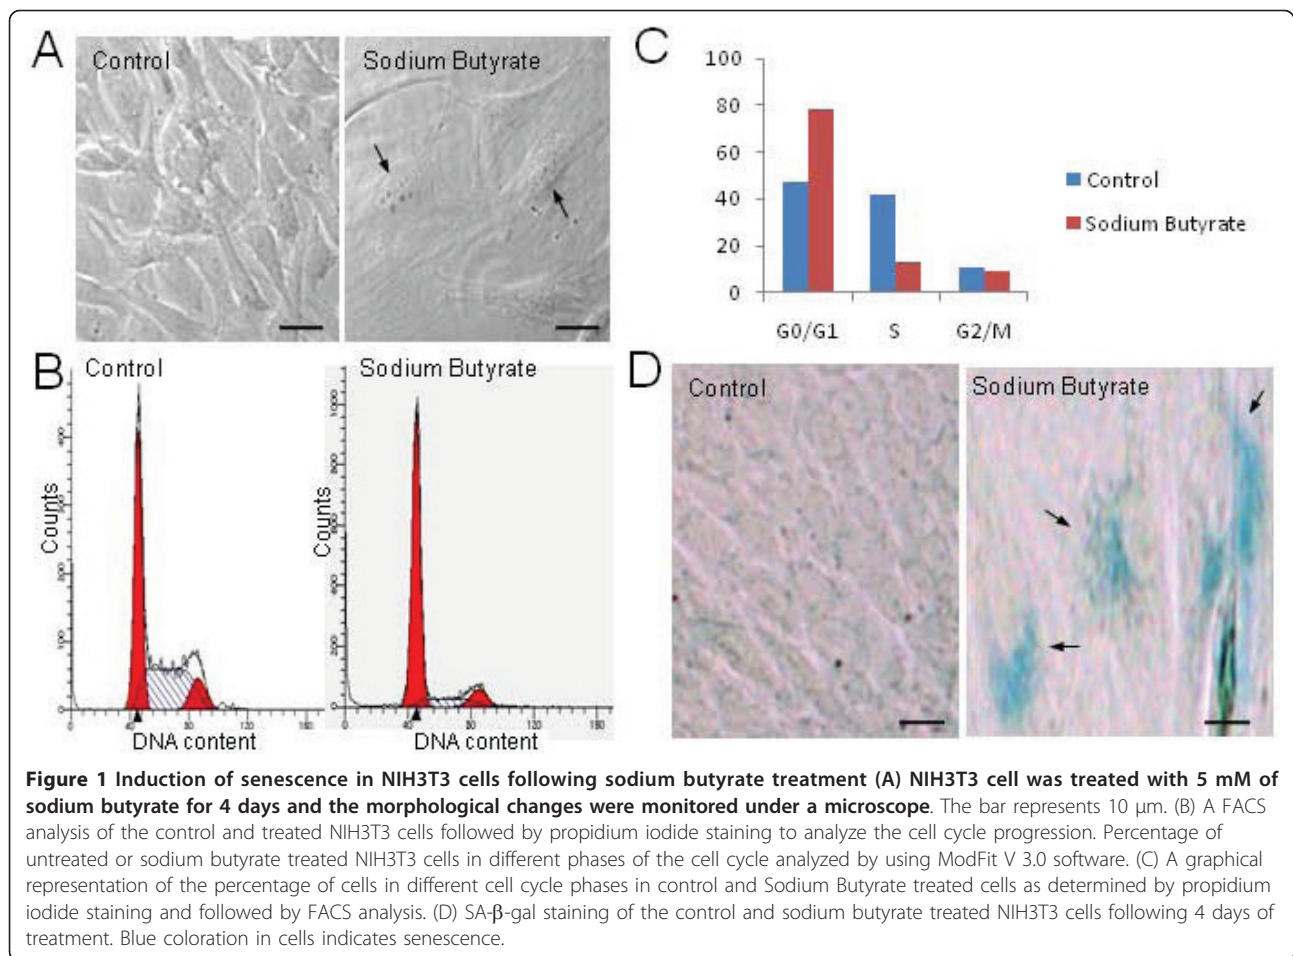 A
Control
Sodium Butyrate
B
Control
Sodium Butyrate
Counts
Counts
DNA content
DNA content
C
100
80
60
40
20
0
G0/G1 S G2/M
Control
Sodium Butyrate
D
Control
Sodium Butyrate
Figure 1 Induction of senescence in NIH3T3 cells following sodium butyrate treatment (A) NIH3T3 cell was treated with 5 mM of
sodium butyrate for 4 days and the morphological changes were monitored under a microscope. The bar represents 10 μm. (B) A FACS
analysis of the control and treated NIH3T3 cells followed by propidium iodide staining to analyze the cell cycle progression. Percentage of
untreated or sodium butyrate treated NIH3T3 cells in different phases of the cell cycle analyzed by using ModFit V 3.0 software. (C) A graphical
representation of the percentage of cells in different cell cycle phases in control and Sodium Butyrate treated cells as determined by propidium
iodide staining and followed by FACS analysis. (D) SA-β-gal staining of the control and sodium butyrate treated NIH3T3 cells following 4 days of
treatment. Blue coloration in cells indicates senescence.